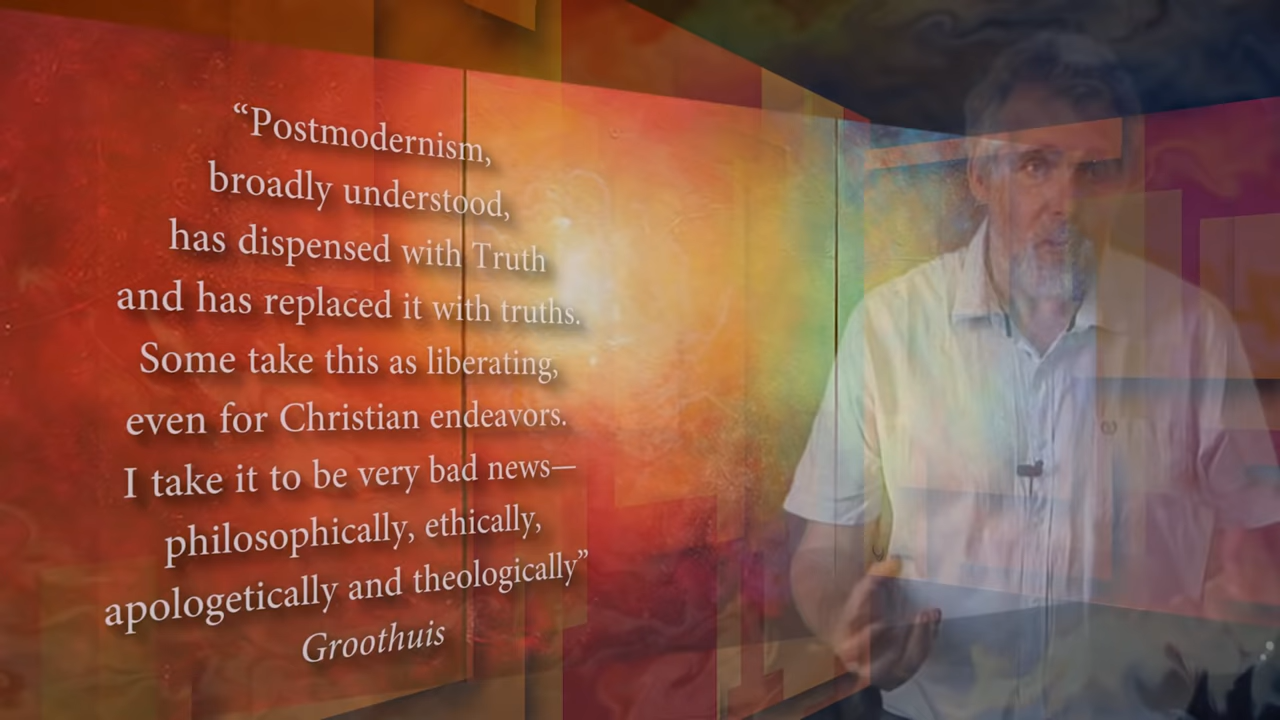 “Postmodernism,
broadly understood,
has dispensed with Truth
and has replaced it with truths.
Some take this as liberating,
even for Christian endeavors.
I take it to be very bad news—
philosophically, ethically,
apologetically and theologically”
Groothuis